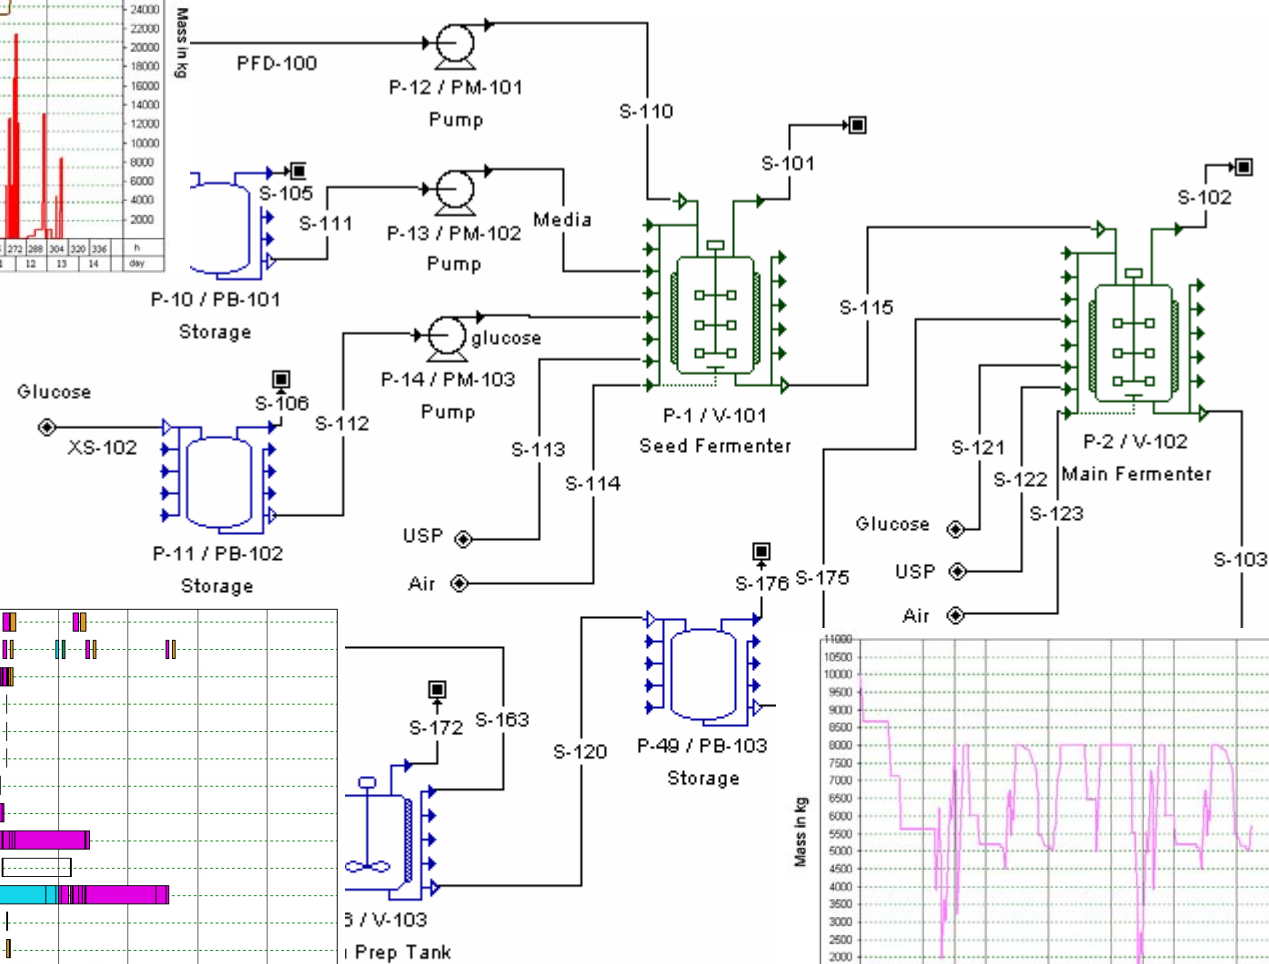 24000
22000
20000
18000
16000
14000
12000
10000
8000
6000
4000
2000
Mass in kg
272 288 304 320 336 h
12 13 14 day
PFD-100
P-12 / PM-101
Pump
S-110
S-101
S-102
S-105
S-111
P-13 / PM-102
Pump
Media
P-10 / PB-101
Storage
glucose
P-14 / PM-103
Pump
S-115
Glucose
XS-102
S-106
S-112
P-1 / V-101
Seed Fermenter
P-2 / V-102
Main Fermenter
S-113
S-114
S-121
S-122
S-123
P-11 / PB-102
Storage
USP
Air
Glucose
USP
Air
S-103
S-176
S-175
S-172
S-163
S-120
P-49 / PB-103
Storage
/ V-103
Prep Tank
11000
10500
10000
9500
9000
8500
8000
7500
7000
6500
6000
5500
5000
4500
4000
3500
3000
2500
2000
Mass in kg